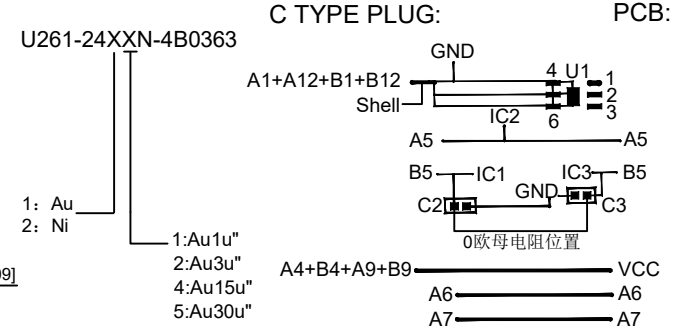 C TYPE PLUG: PCB:
U261-24XXN-4B0363
1: Au
2: Ni
1:Au1u"
2:Au3u"
4:Au15u"
5:Au30u"
9]
GND
A1+A12+B1+B12 4 U1 1
2
Shell 3
IC2 6
A5 A5
B5 IC1 IC3 B5
GND
C2 C3
0欧母电阻位置
A4+B4+A9+B9 VCC
A6 A6
A7 A7